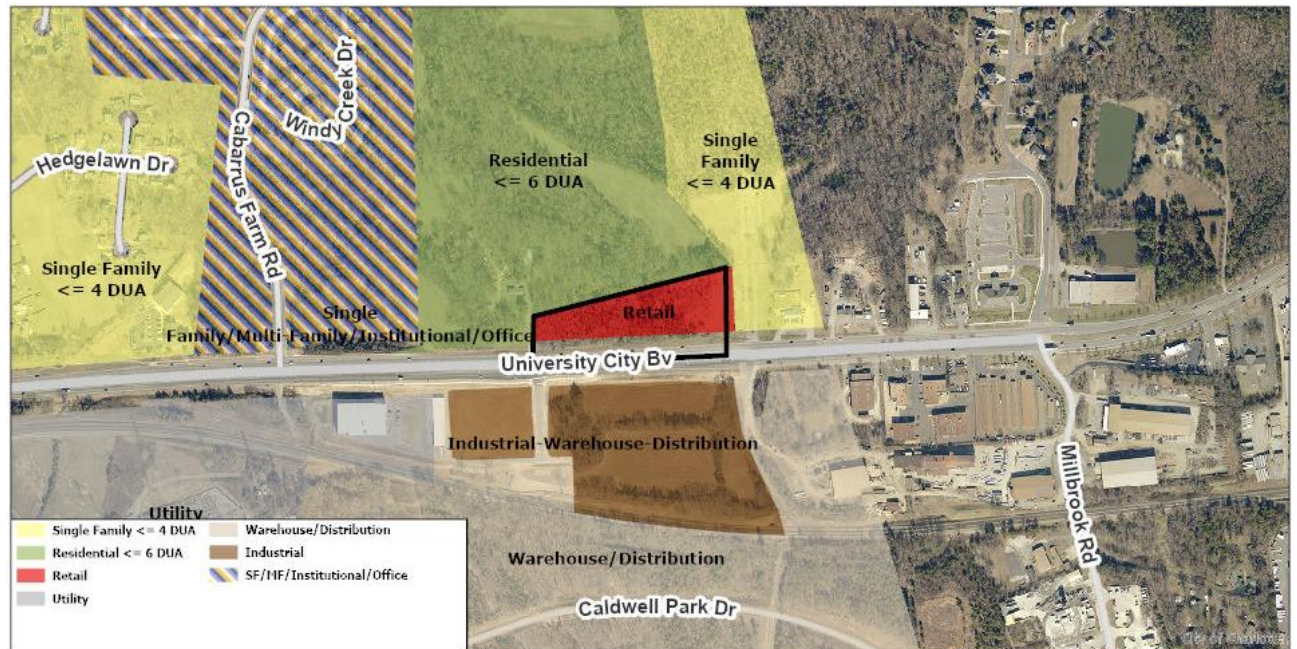 Windy Creek Dr
Cabarrus Farm Rd
Hedgelawn Dr
Residential
<= 6 DUA
Single
Family
<= 4 DUA
Single Family
<= 4 DUA
Single
Family/Multi-Family/Institutional/Office
Retail
University City Bv
Industrial-Warehouse-Distribution
Millbrook Rd
Utility
Warehouse/Distribution
Caldwell Park Dr
Single Family <= 4 DUA
Residential <= 6 DUA
Retail
Utility
Warehouse/Distribution
Industrial
SF/MF/Institutional/Office
City of